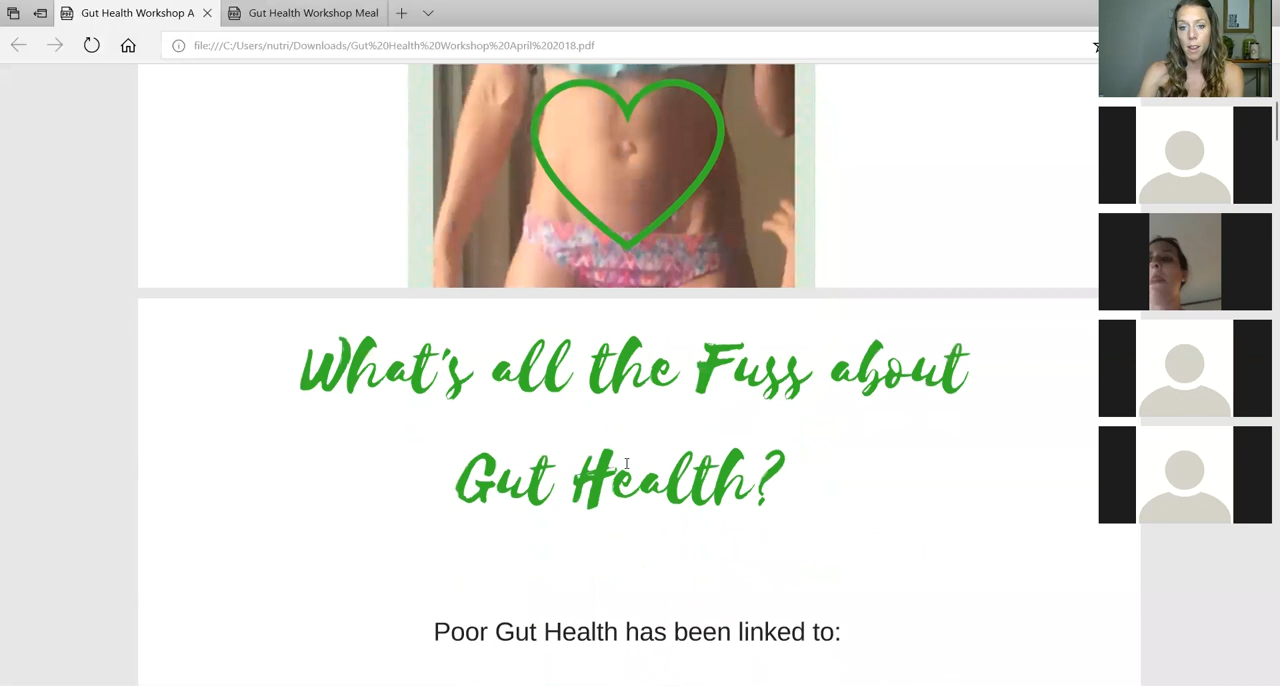 Gut Health Workshop A
Gut Health Workshop Meal
file:///C:/Users/nutri/Downloads/Gut%20Health%20Workshop%20April%202018.pdf
What's all the Fuss about
Gut Health?
Poor Gut Health has been linked to: